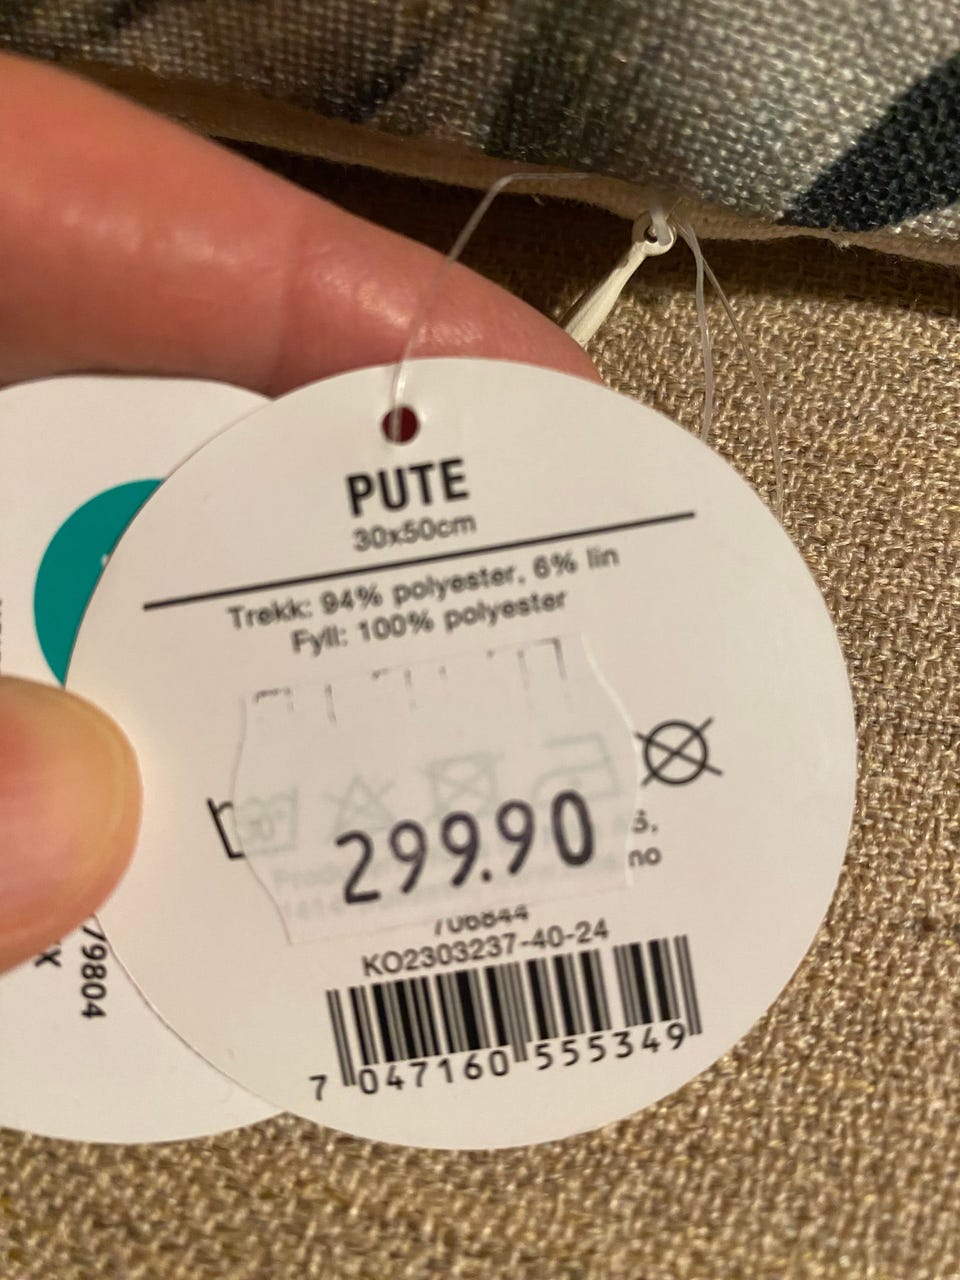 PUTE
30x50cm
Trekk: 94% polyester, 6% lin
Fyll: 100% polyester
299.90
s.
no
706844
KO2303237-40-24
7 047160 555349
79804